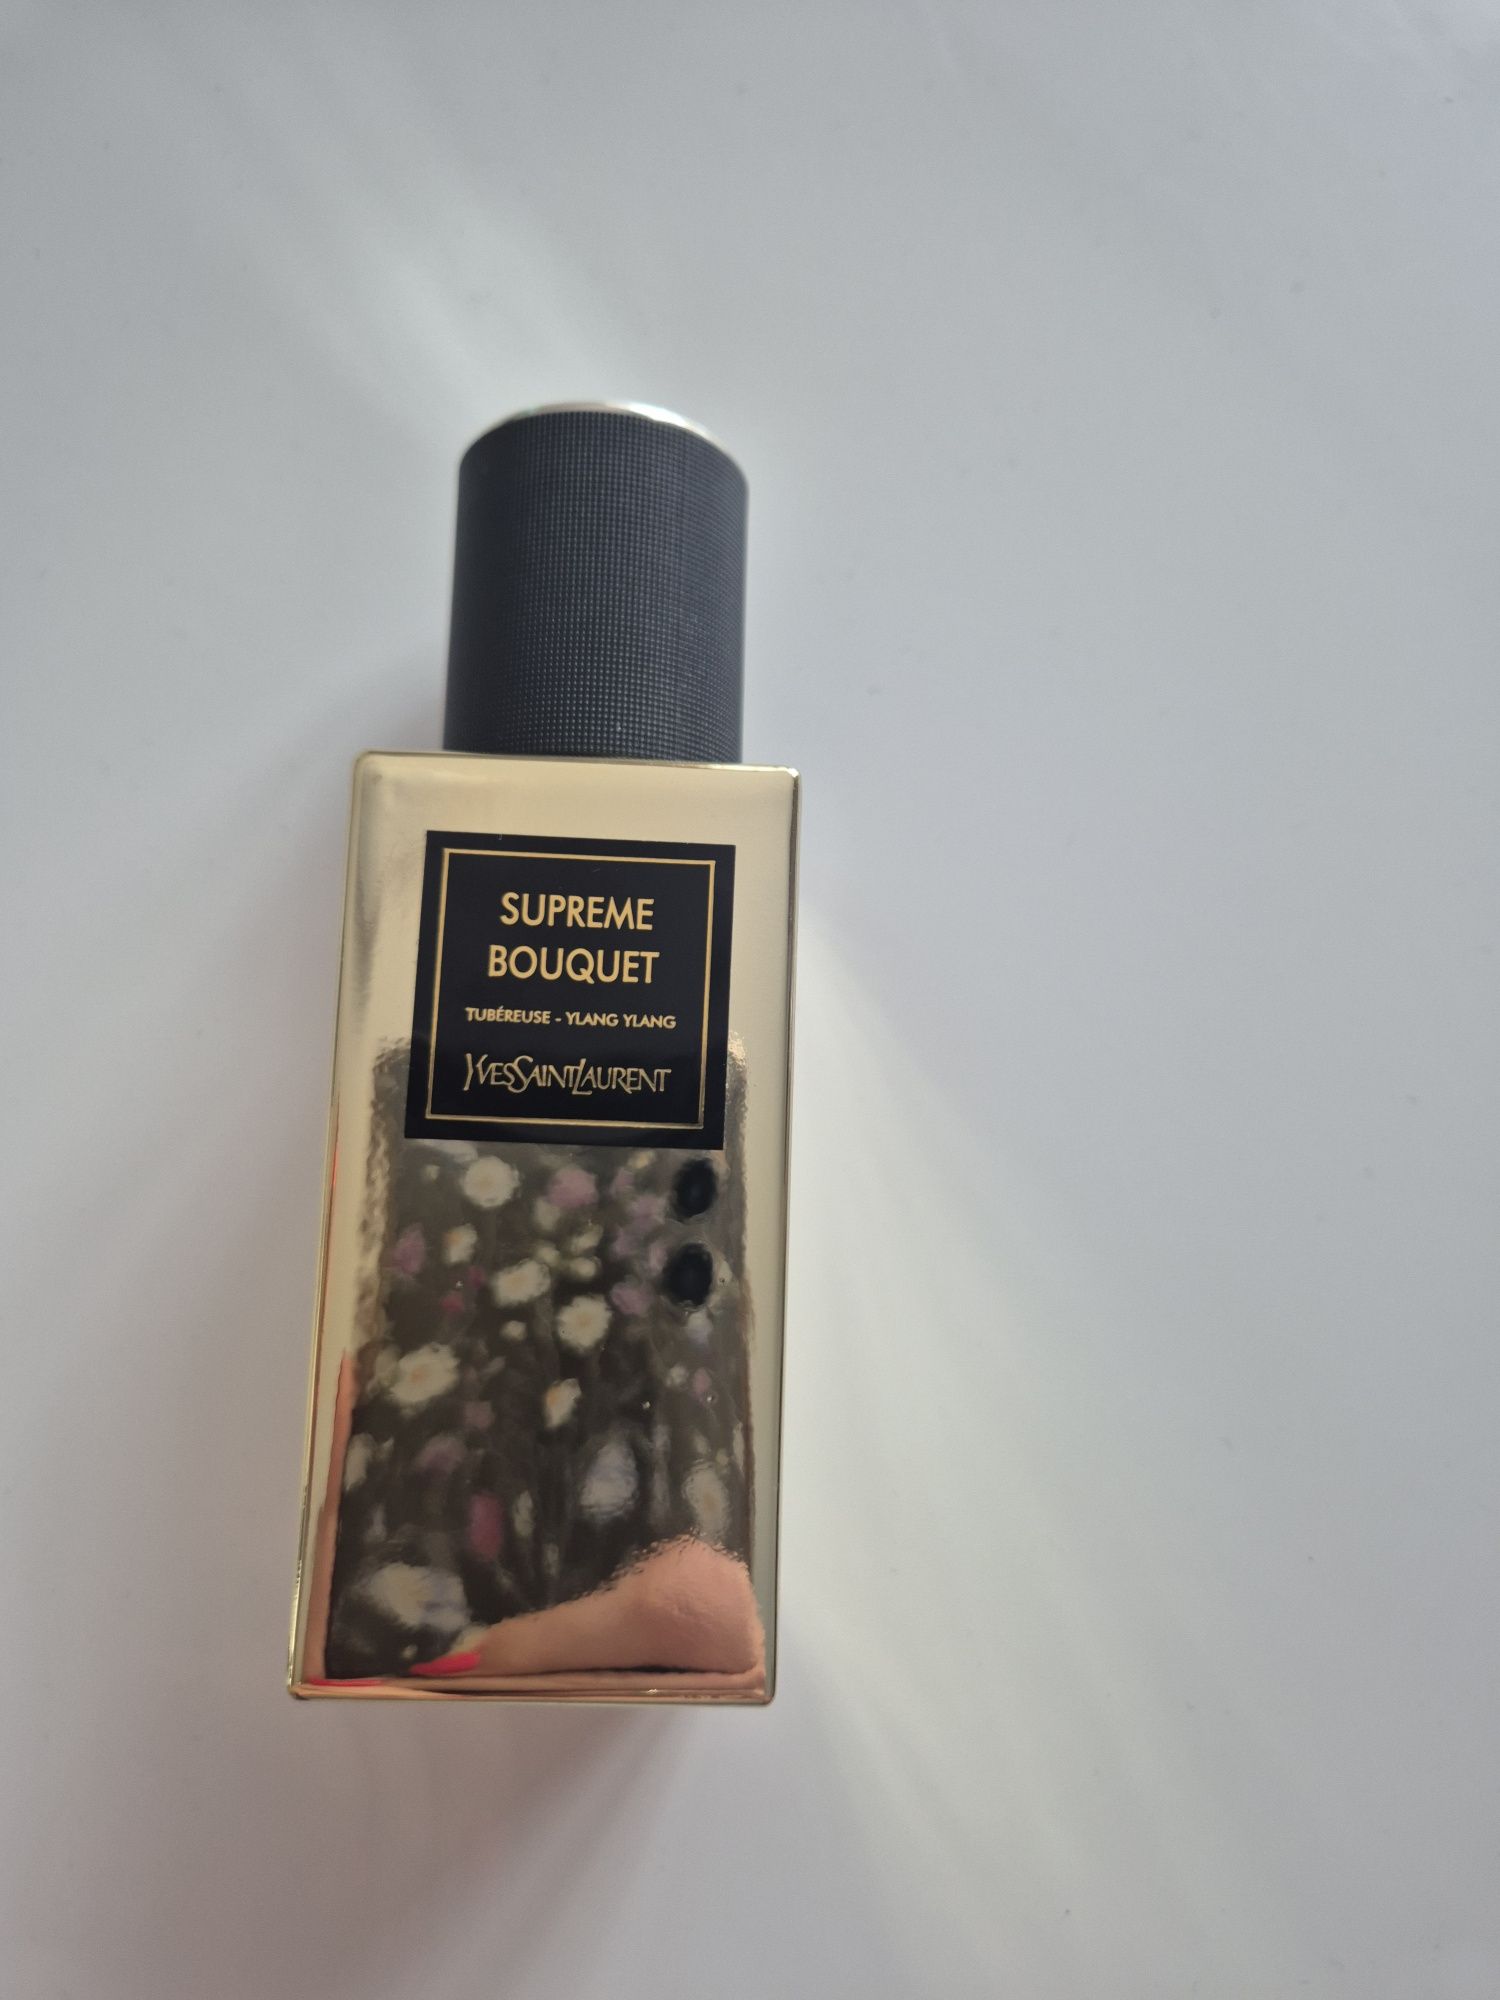 SUPREME
BOUQUET
TUBÉREUSE - YLANG YLANG
YVESSAINTLAURENT